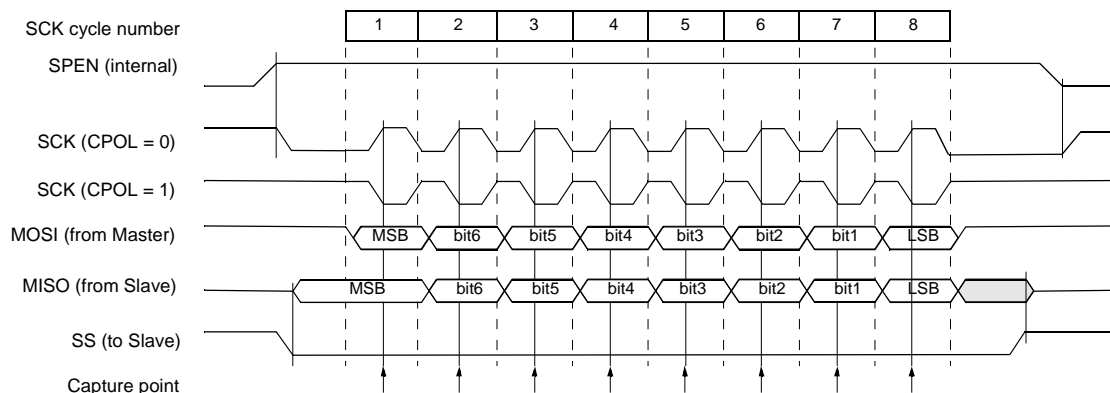 SCK cycle number 1 2 3 4 5 6 7 8
SPEN (internal)
SCK (CPOL = 0)
SCK (CPOL = 1)
MOSI (from Master) MSB bit6 bit5 bit4 bit3 bit2 bit1 LSB
MISO (from Slave) MSB bit6 bit5 bit4 bit3 bit2 bit1 LSB
SS (to Slave)
Capture point